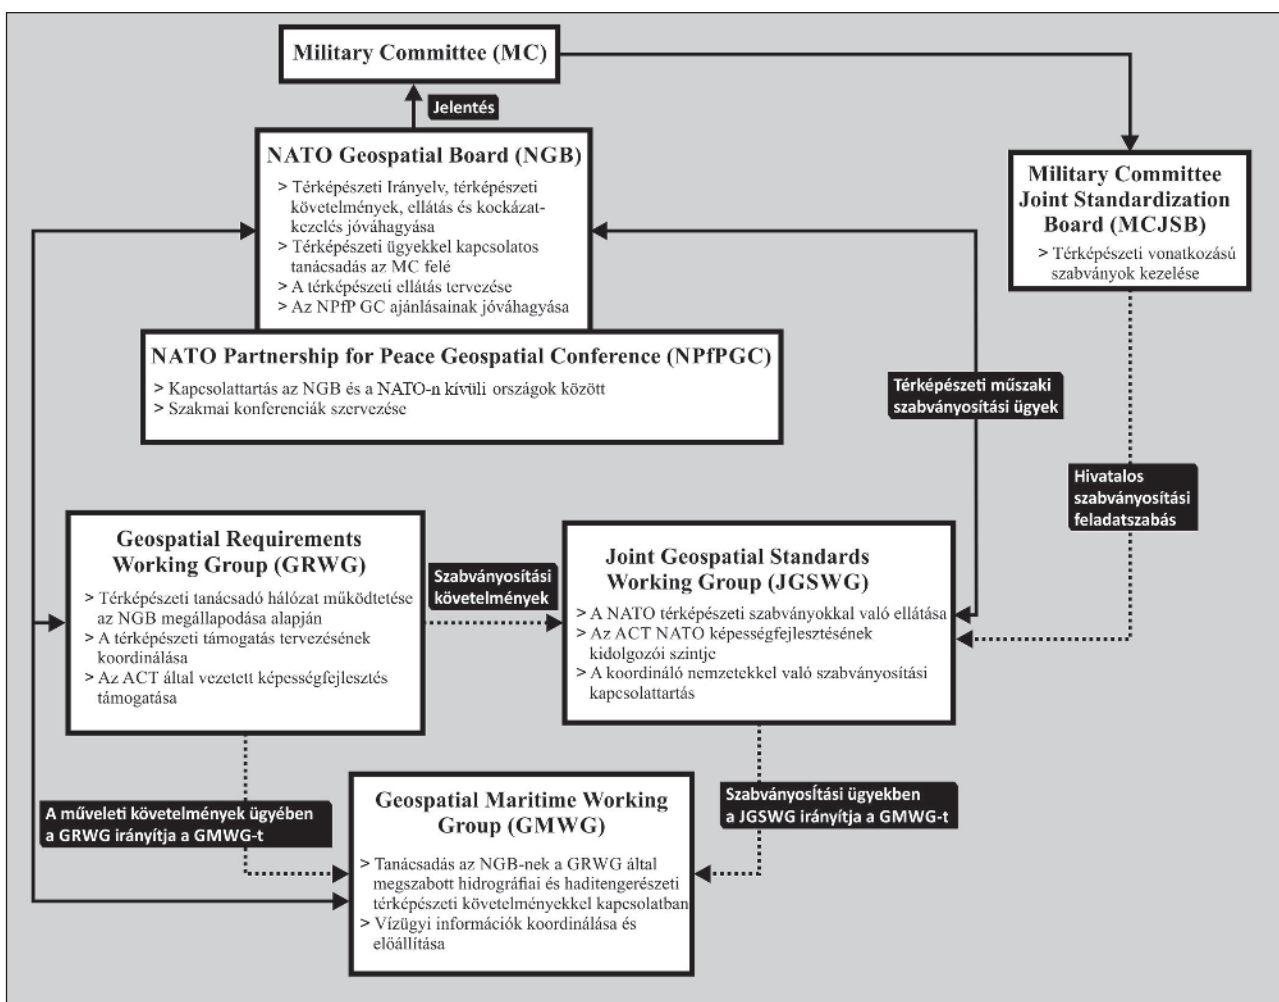 Military Committee (MC)
Jelentés
NATO Geospatial Board (NGB)
> Térképészeti Irányelv, térképészeti
követelmények, ellátás és kockázat-
kezelés jóváhagyása
> Térképészeti ügyekkel kapcsolatos
tanácsadás az MC felé
> A térképészeti ellátás tervezése
> Az NPfP GC ajánlásainak jóváhagyása
Military Committee
Joint Standardization
Board (MCJSB)
> Térképészeti vonatkozású
szabványok kezelése
NATO Partnership for Peace Geospatial Conference (NPfPGC)
> Kapcsolattartás az NGB és a NATO-n kívüli országok között
> Szakmai konferenciák szervezése
Térképészeti műszaki
szabványosítási ügyek
Hivatalos
szabványosítási
feladatszabás
Geospatial Requirements
Working Group (GRWG)
> Térképészeti tanácsadó hálózat működtetése
az NGB megállapodása alapján
> A térképészeti támogatás tervezésének
koordinálása
> Az ACT által vezetett képességfejlesztés
támogatása
Szabványosítási
követelmények
Joint Geospatial Standards
Working Group (JGSWG)
> A NATO térképészeti szabványokkal való ellátása
> Az ACT NATO képességfejlesztésének
kidolgozói szintje
> A koordináló nemzetekkel való szabványosítási
kapcsolattartás
A műveleti követelmények ügyében
a GRWG irányítja a GMWG-t
Geospatial Maritime Working
Group (GMWG)
> Tanácsadás az NGB-nek a GRWG által
megszabott hidrográfiai és haditengerészeti
térképészeti követelményekkel kapcsolatban
> Vízügyi információk koordinálása és
előállítása
SzabványosÍtási ügyekben
a JGSWG irányítja a GMWG-t